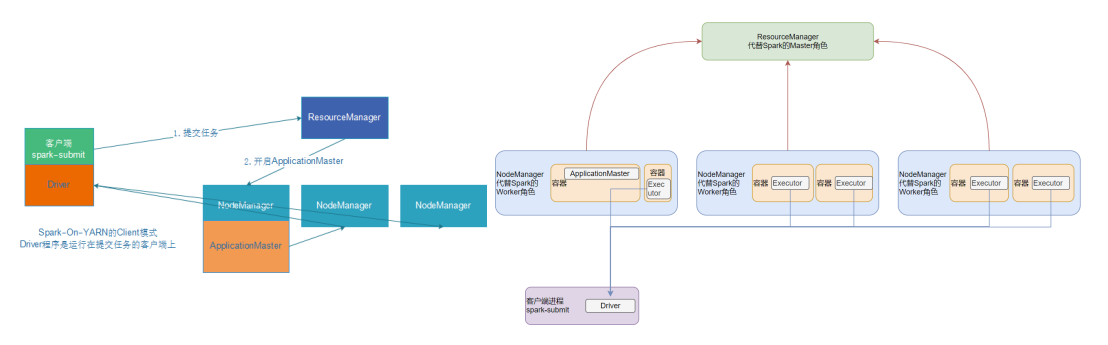 ResourceManager
1. 提交任务
客户端
spark-submit
2. 开启ApplicationMaster
Driver
NodeManager
NodeManager
NodeManager
Spark-On-YARN的Client模式
Driver程序是运行在提交任务的客户端上
ApplicationMaster
ResourceManager
代替Spark的Master角色
NodeManager
代替Spark的
Worker角色
容器
ApplicationMaster
容器
Exec
utor
NodeManager
代替Spark的
Worker角色
容器
Executor
容器
Executor
NodeManager
代替Spark的
Worker角色
容器
Executor
容器
Executor
客户端进程
spark-submit
Driver